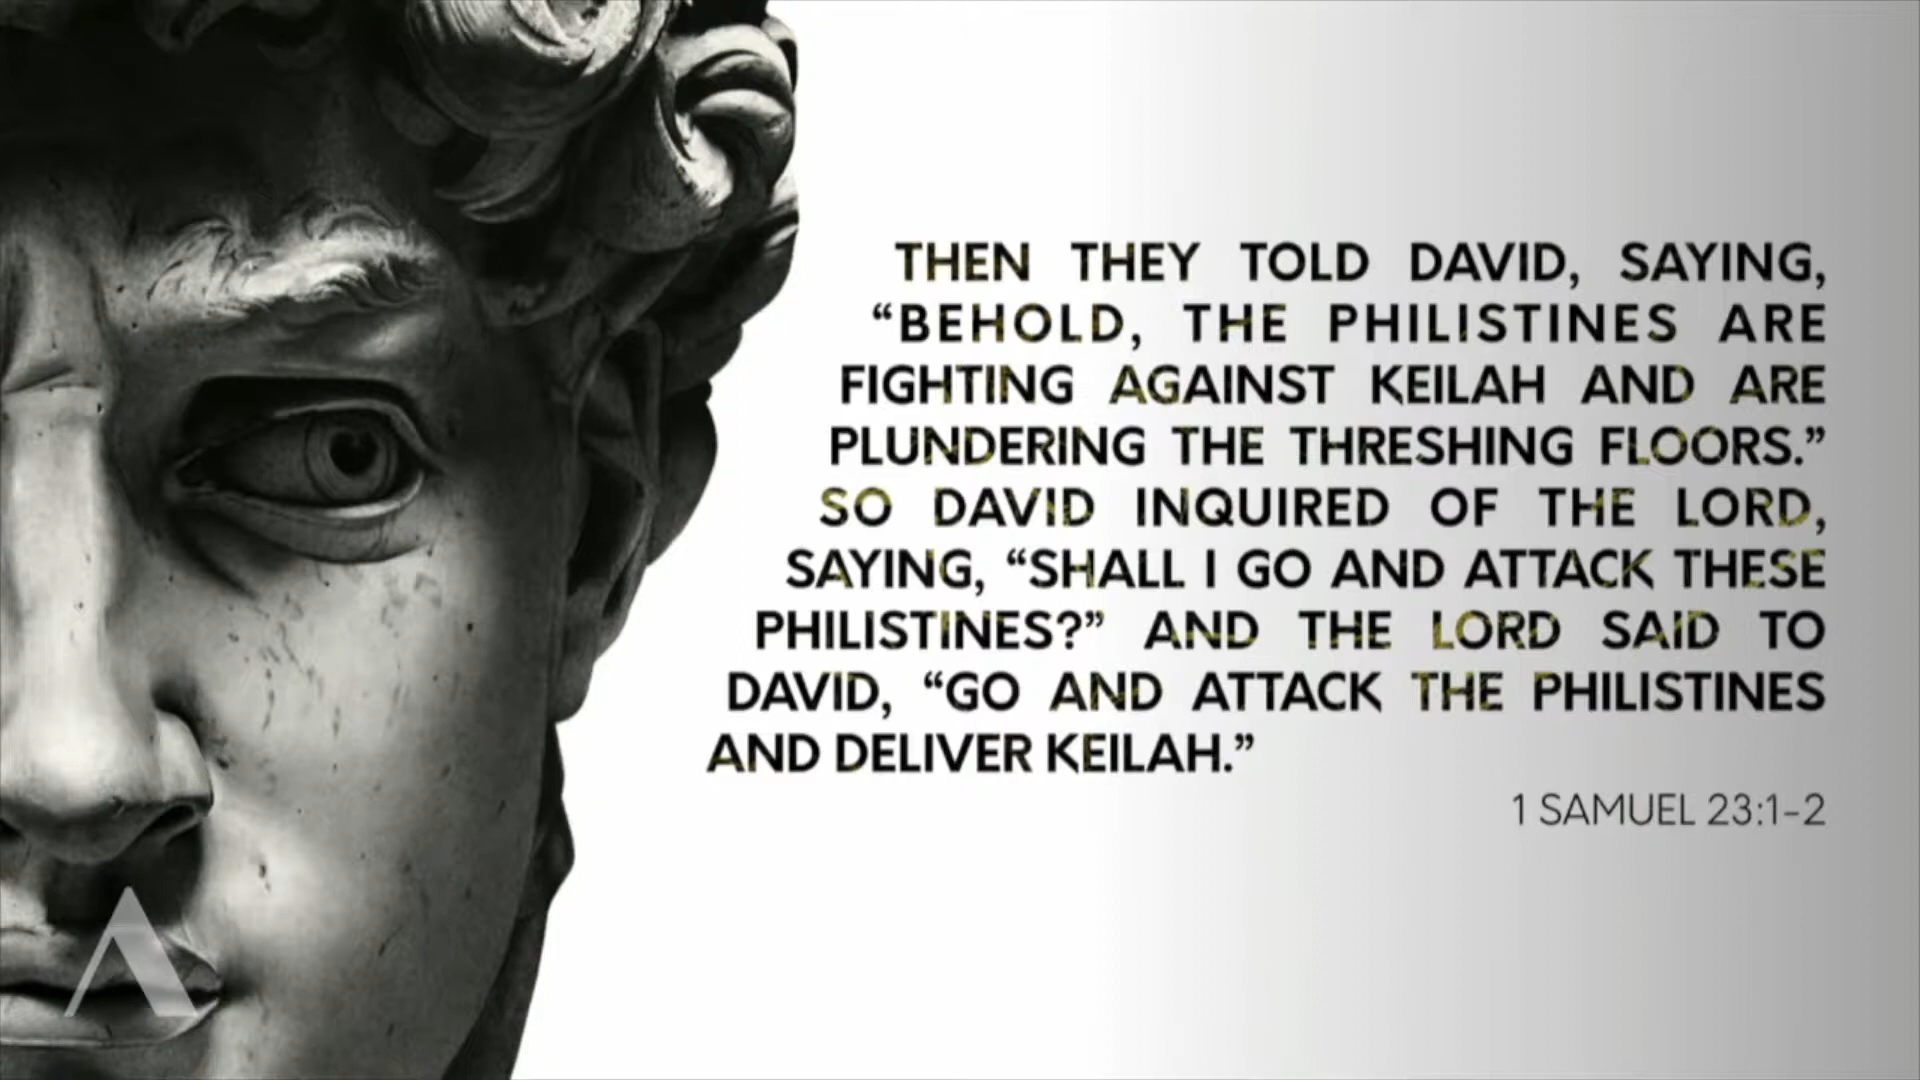 THEN THEY TOLD DAVID, SAYING,
“BEHOLD, THE PHILISTINES ARE
FIGHTING AGAINST KEILAH AND ARE
PLUNDERING THE THRESHING FLOORS.”
SO DAVID INQUIRED OF THE LORD,
SAYING, “SHALL I GO AND ATTACK THESE
PHILISTINES?” AND THE LORD SAID TO
DAVID, “GO AND ATTACK THE PHILISTINES
AND DELIVER KEILAH.”
1 SAMUEL 23:1-2